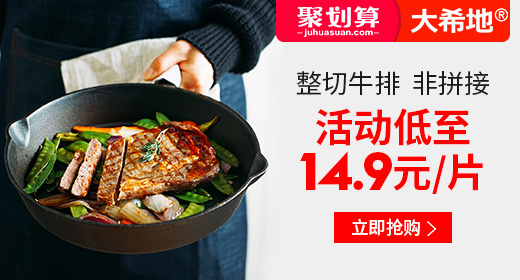 聚划算
-juhuasuan.com-
大希地®
整切牛排 非拼接
活动低至
14.9元/片
立即抢购 >